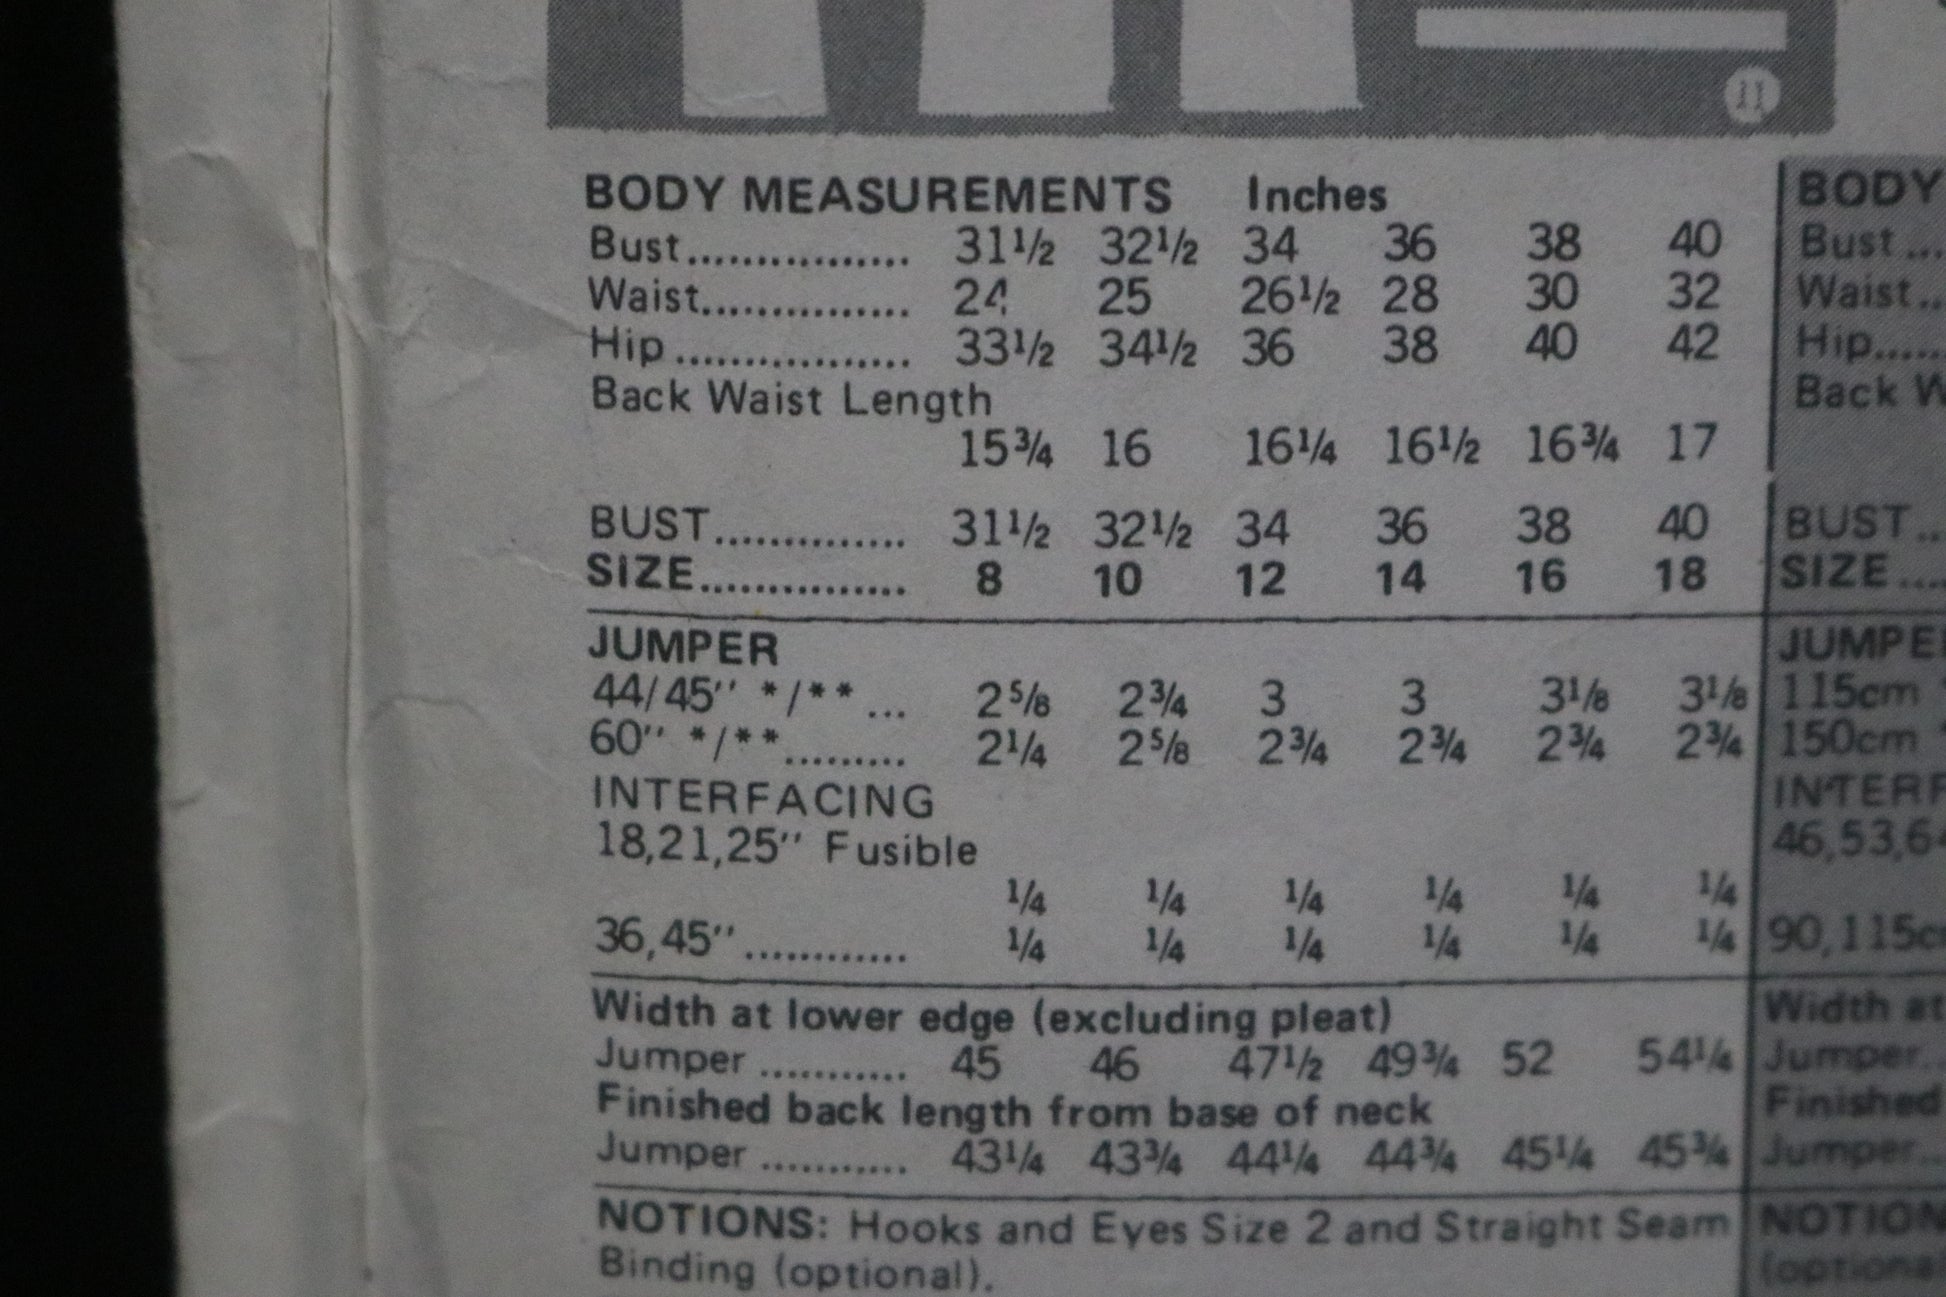 11
BODY MEASUREMENTS Inches
Bust................ 31½ 32½ 34 36 38 40
Waist............... 24 25 26½ 28 30 32
Hip................. 33½ 34½ 36 38 40 42
Back Waist Length
15¾ 16 16¼ 16½ 16¾ 17
BUST.............. 31½ 32½ 34 36 38 40
SIZE............... 8 10 12 14 16 18
JUMPER
44/45" */** ... 2⅝ 2¾ 3 3 3⅛ 3⅛
60" */** ......... 2¼ 2⅝ 2¾ 2¾ 2¾ 2¾
INTERFACING
18,21,25" Fusible
¼ ¼ ¼ ¼ ¼ ¼
36,45" ............ ¼ ¼ ¼ ¼ ¼ ¼
Width at lower edge (excluding pleat)
Jumper ........... 45 46 47½ 49¾ 52 54¼
Finished back length from base of neck
Jumper ........... 43¼ 43¾ 44¼ 44¾ 45¼ 45¾
NOTIONS: Hooks and Eyes Size 2 and Straight Seam
Binding (optional).
BODY
Bust...
Waist..
Hip.....
Back W
BUST..
SIZE....
JUMPE
115cm
150cm
INTERF
46,53,6
90,115c
Width at
Jumper..
Finished
Jumper...
NOTION
(optional